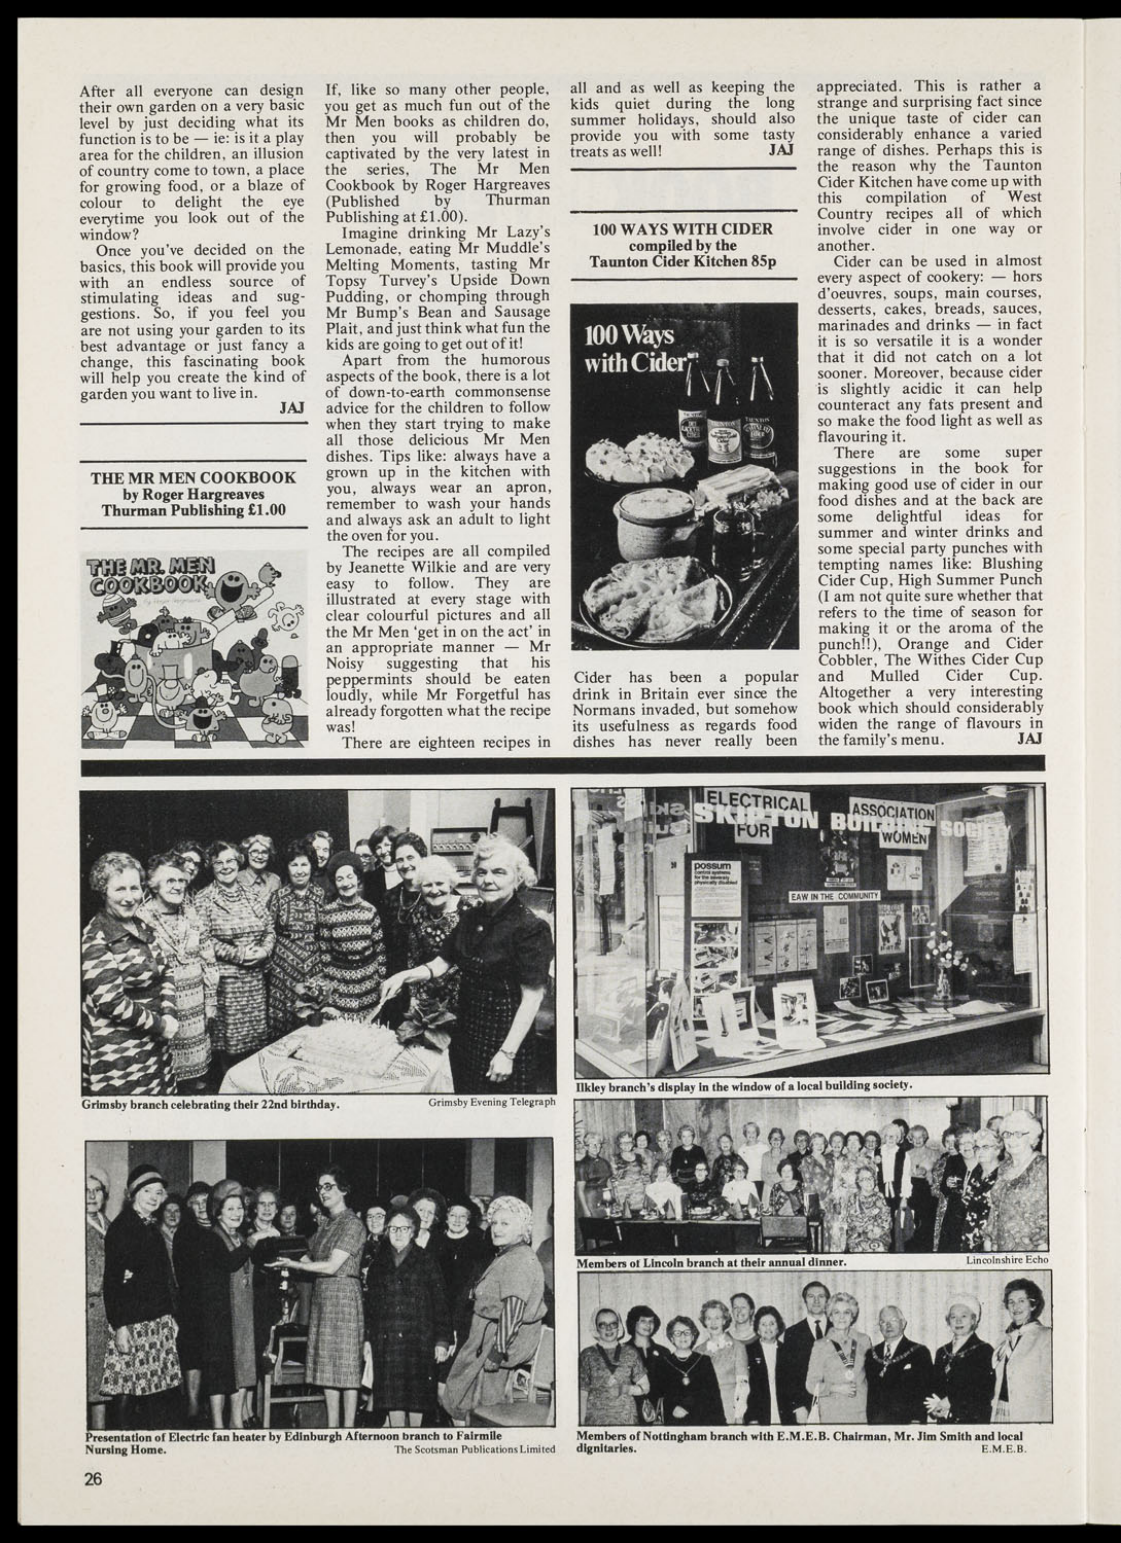 After all everyone can design
their own garden on a very basic
level by just deciding what its
function is to be — ie: is it a play
area for the children, an illusion
of country come to town, a place
for growing food, or a blaze of
colour to delight the eye
everytime you look out of the
window?
Once you've decided on the
basics, this book will provide you
with an endless source of
stimulating ideas and sug-
gestions. So, if you feel you
are not using your garden to its
best advantage or just fancy a
change, this fascinating book
will help you create the kind of
garden you want to live in.
JAJ
THE MR MEN COOKBOOK
by Roger Hargreaves
Thurman Publishing £1.00
THE MR. MEN
COOKBOOK
If, like so many other people,
you get as much fun out of the
Mr Men books as children do,
then you will probably be
captivated by the very latest in
the series, The Mr Men
Cookbook by Roger Hargreaves
(Published by Thurman
Publishing at £1.00).
Imagine drinking Mr Lazy's
Lemonade, eating Mr Muddle's
Melting Moments, tasting Mr
Topsy Turvey's Upside Down
Pudding, or chomping through
Mr Bump's Bean and Sausage
Plait, and just think what fun the
kids are going to get out of it!
Apart from the humorous
aspects of the book, there is a lot
of down-to-earth commonsense
advice for the children to follow
when they start trying to make
all those delicious Mr Men
dishes. Tips like: always have a
grown up in the kitchen with
you, always wear an apron,
remember to wash your hands
and always ask an adult to light
the oven for you.
The recipes are all compiled
by Jeanette Wilkie and are very
easy to follow. They are
illustrated at every stage with
clear colourful pictures and all
the Mr Men 'get in on the act' in
an appropriate manner — Mr
Noisy suggesting that his
peppermints should be eaten
loudly, while Mr Forgetful has
already forgotten what the recipe
was!
There are eighteen recipes in
all and as well as keeping the
kids quiet during the long
summer holidays, should also
provide you with some tasty
treats as well! JAJ
100 WAYS WITH CIDER
compiled by the
Taunton Cider Kitchen 85p
100 Ways
with Cider
Cider has been a popular
drink in Britain ever since the
Normans invaded, but somehow
its usefulness as regards food
dishes has never really been
appreciated. This is rather a
strange and surprising fact since
the unique taste of cider can
considerably enhance a varied
range of dishes. Perhaps this is
the reason why the Taunton
Cider Kitchen have come up with
this compilation of West
Country recipes all of which
involve cider in one way or
another.
Cider can be used in almost
every aspect of cookery: — hors
d'oeuvres, soups, main courses,
desserts, cakes, breads, sauces,
marinades and drinks — in fact
it is so versatile it is a wonder
that it did not catch on a lot
sooner. Moreover, because cider
is slightly acidic it can help
counteract any fats present and
so make the food light as well as
flavouring it.
There are some super
suggestions in the book for
making good use of cider in our
food dishes and at the back are
some delightful ideas for
summer and winter drinks and
some special party punches with
tempting names like: Blushing
Cider Cup, High Summer Punch
(I am not quite sure whether that
refers to the time of season for
making it or the aroma of the
punch!!), Orange and Cider
Cobbler, The Withes Cider Cup
and Mulled Cider Cup.
Altogether a very interesting
book which should considerably
widen the range of flavours in
the family's menu. JAJ
Grimsby branch celebrating their 22nd birthday. Grimsby Evening Telegraph
ELECTRICAL ASSOCIATION
SKIPTON BUILDING SOCIETY
FOR WOMEN
possum
EAW IN THE COMMUNITY
Ilkley branch's display in the window of a local building society.
Members of Lincoln branch at their annual dinner. Lincolnshire Echo
Presentation of Electric fan heater by Edinburgh Afternoon branch to Fairmile
Nursing Home. The Scotsman Publications Limited
Members of Nottingham branch with E.M.E.B. Chairman, Mr. Jim Smith and local
dignitaries. E.M.E.B.
26